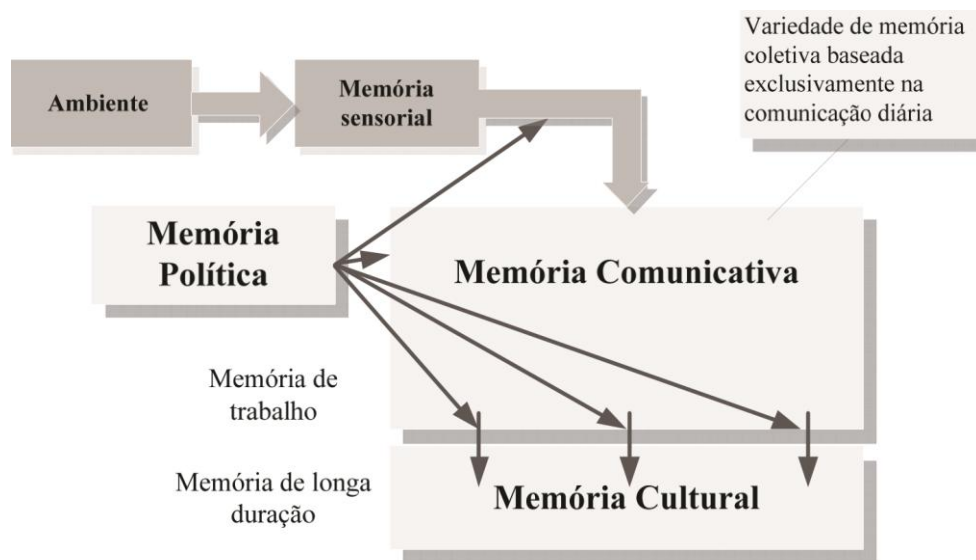 Variedade de memória
coletiva baseada
exclusivamente na
comunicação diária
Ambiente
Memória
sensorial
Memória
Política
Memória Comunicativa
Memória de
trabalho
Memória de longa
duração
Memória Cultural